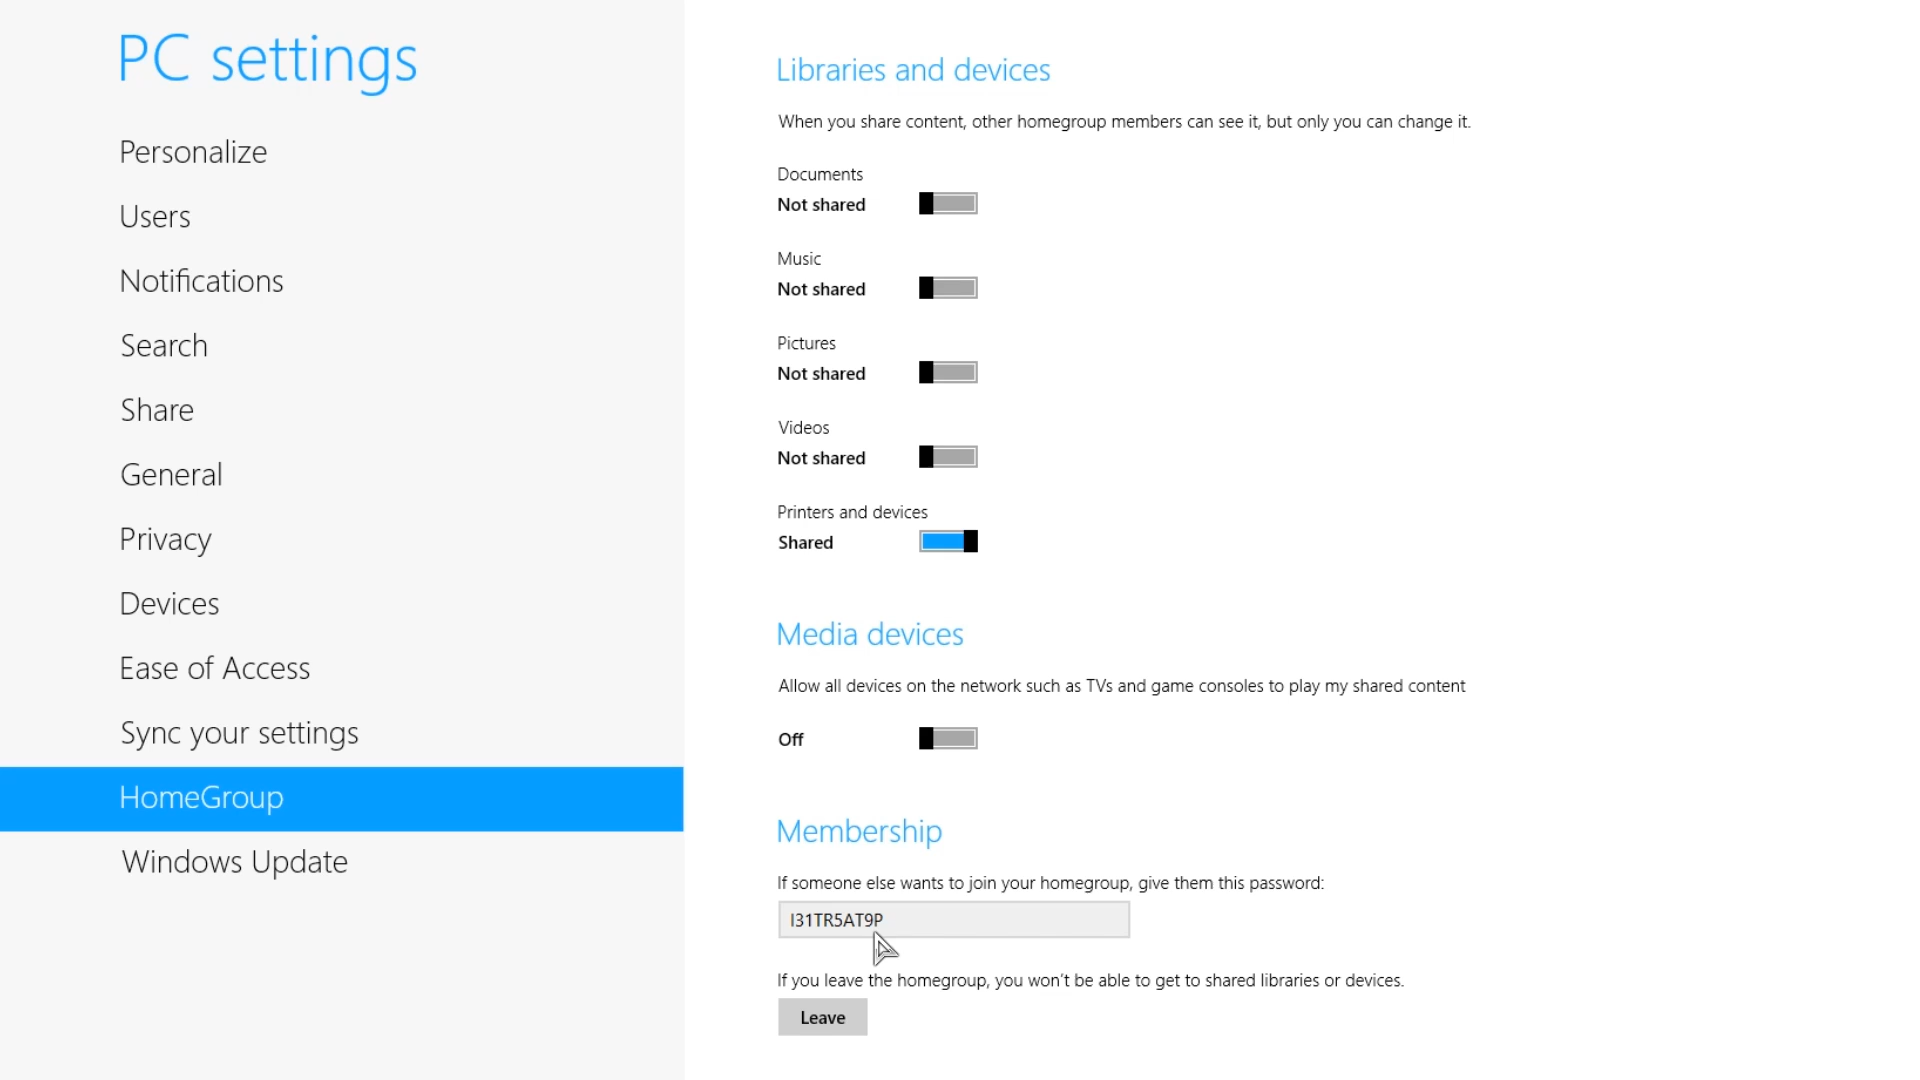 PC settings
Personalize
Users
Notifications
Search
Share
General
Privacy
Devices
Ease of Access
Sync your settings
HomeGroup
Windows Update
Libraries and devices
When you share content, other homegroup members can see it, but only you can change it.
Documents
Not shared
Music
Not shared
Pictures
Not shared
Videos
Not shared
Printers and devices
Shared
Media devices
Allow all devices on the network such as TVs and game consoles to play my shared content
Off
Membership
If someone else wants to join your homegroup, give them this password:
I31TR5AT9P
If you leave the homegroup, you won't be able to get to shared libraries or devices.
Leave